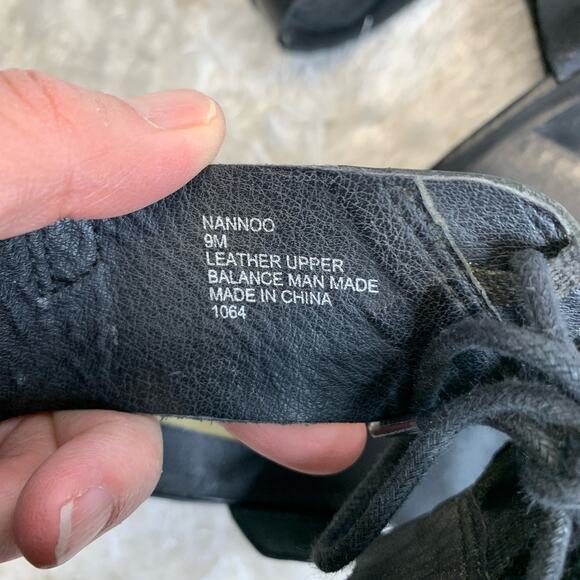 NANNOO
9M
LEATHER UPPER
BALANCE MAN MADE
MADE IN CHINA
1064